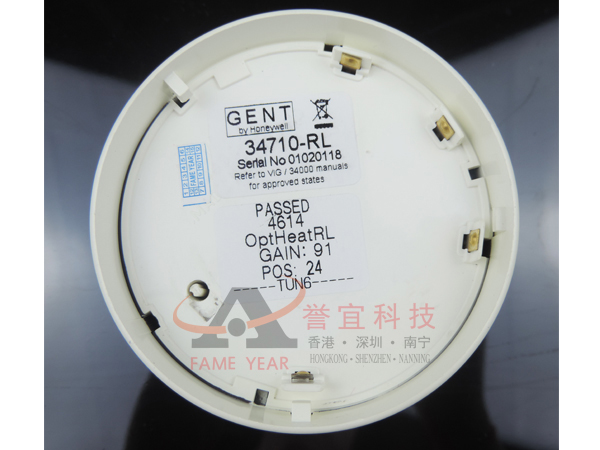 GENT
by Honeywell
34710-RL
Serial No 01020118
Refer to VIG / 34000 manuals
for approved states
PASSED
4614
OptHeatRL
GAIN: 91
POS: 24
-----TUN6-----
FAME YEAR
誉宜科技
香港・深圳・南宁
HONGKONG・SHENZHEN・NANNING